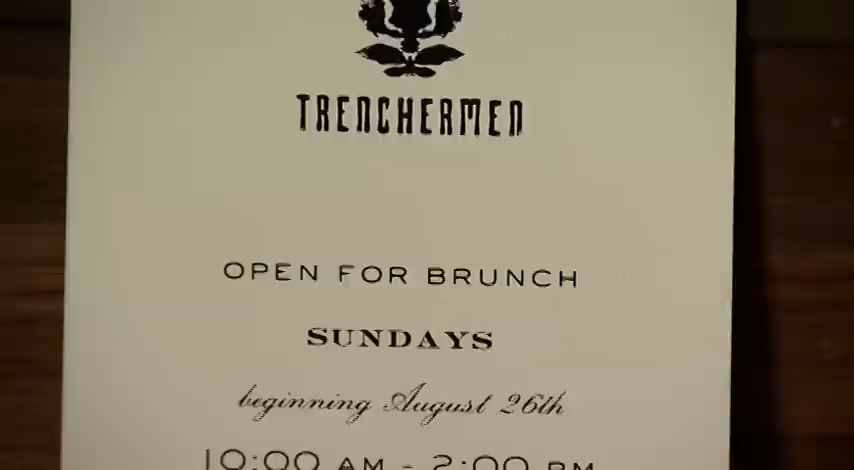 TRENCHERMEN
OPEN FOR BRUNCH
SUNDAYS
beginning August 26th
10:00 AM - 2:00 PM